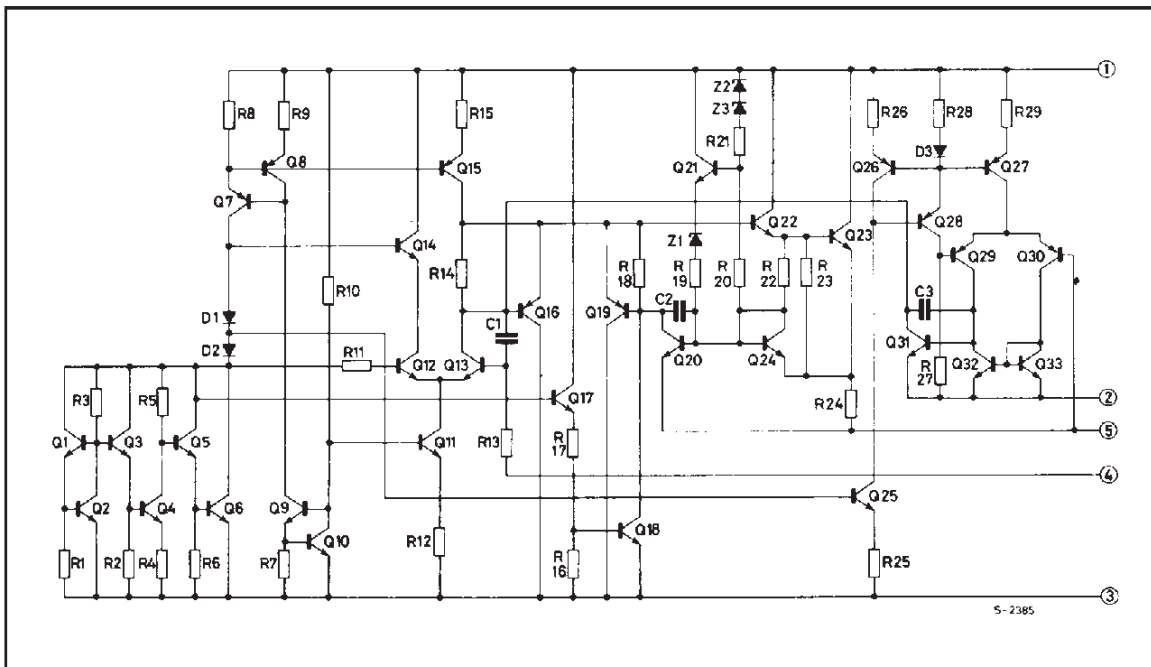 ①
Z2
R8 R9 R15 Z3 R26 R28 R29
R21 D3
Q8 Q15 Q21 Q26 Q27
Q7
Q22 Q23 Q28
Q14 Z1 Q29 Q30
R14 R18 R19 R20 R22 R23
R10
C2 C3
D1 C1 Q16 Q19
D2 Q31
R11 Q12 Q13 Q20 Q24 Q32 Q33
R27
R3 R5 Q17 R24 ②
Q1 Q3 Q5 Q11 R13 R17 ⑤
④
Q2 Q4 Q6 Q9 Q25
Q10 Q18
R1 R2 R4 R6 R7 R12 R16 R25
③
S-2385